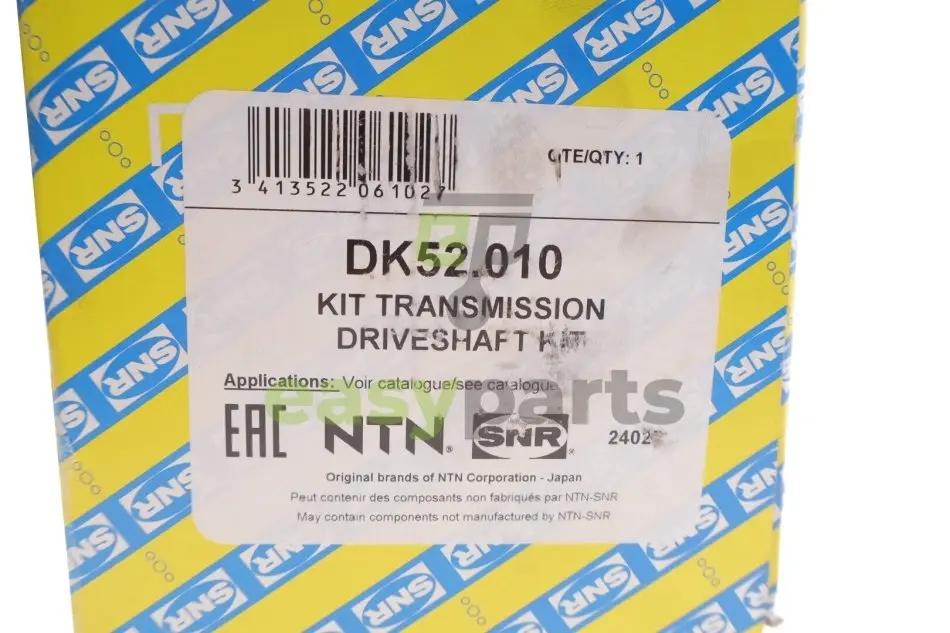 SNR
QTE/QTY: 1
3 413522 061027
DK52.010
KIT TRANSMISSION
DRIVESHAFT KIT
Applications: Voir catalogue/see catalogue
easyparts
EAC NTN® SNR®
Original brands of NTN Corporation - Japan
Peut contenir des composants non fabriqués par NTN-SNR
May contain components not manufactured by NTN-SNR